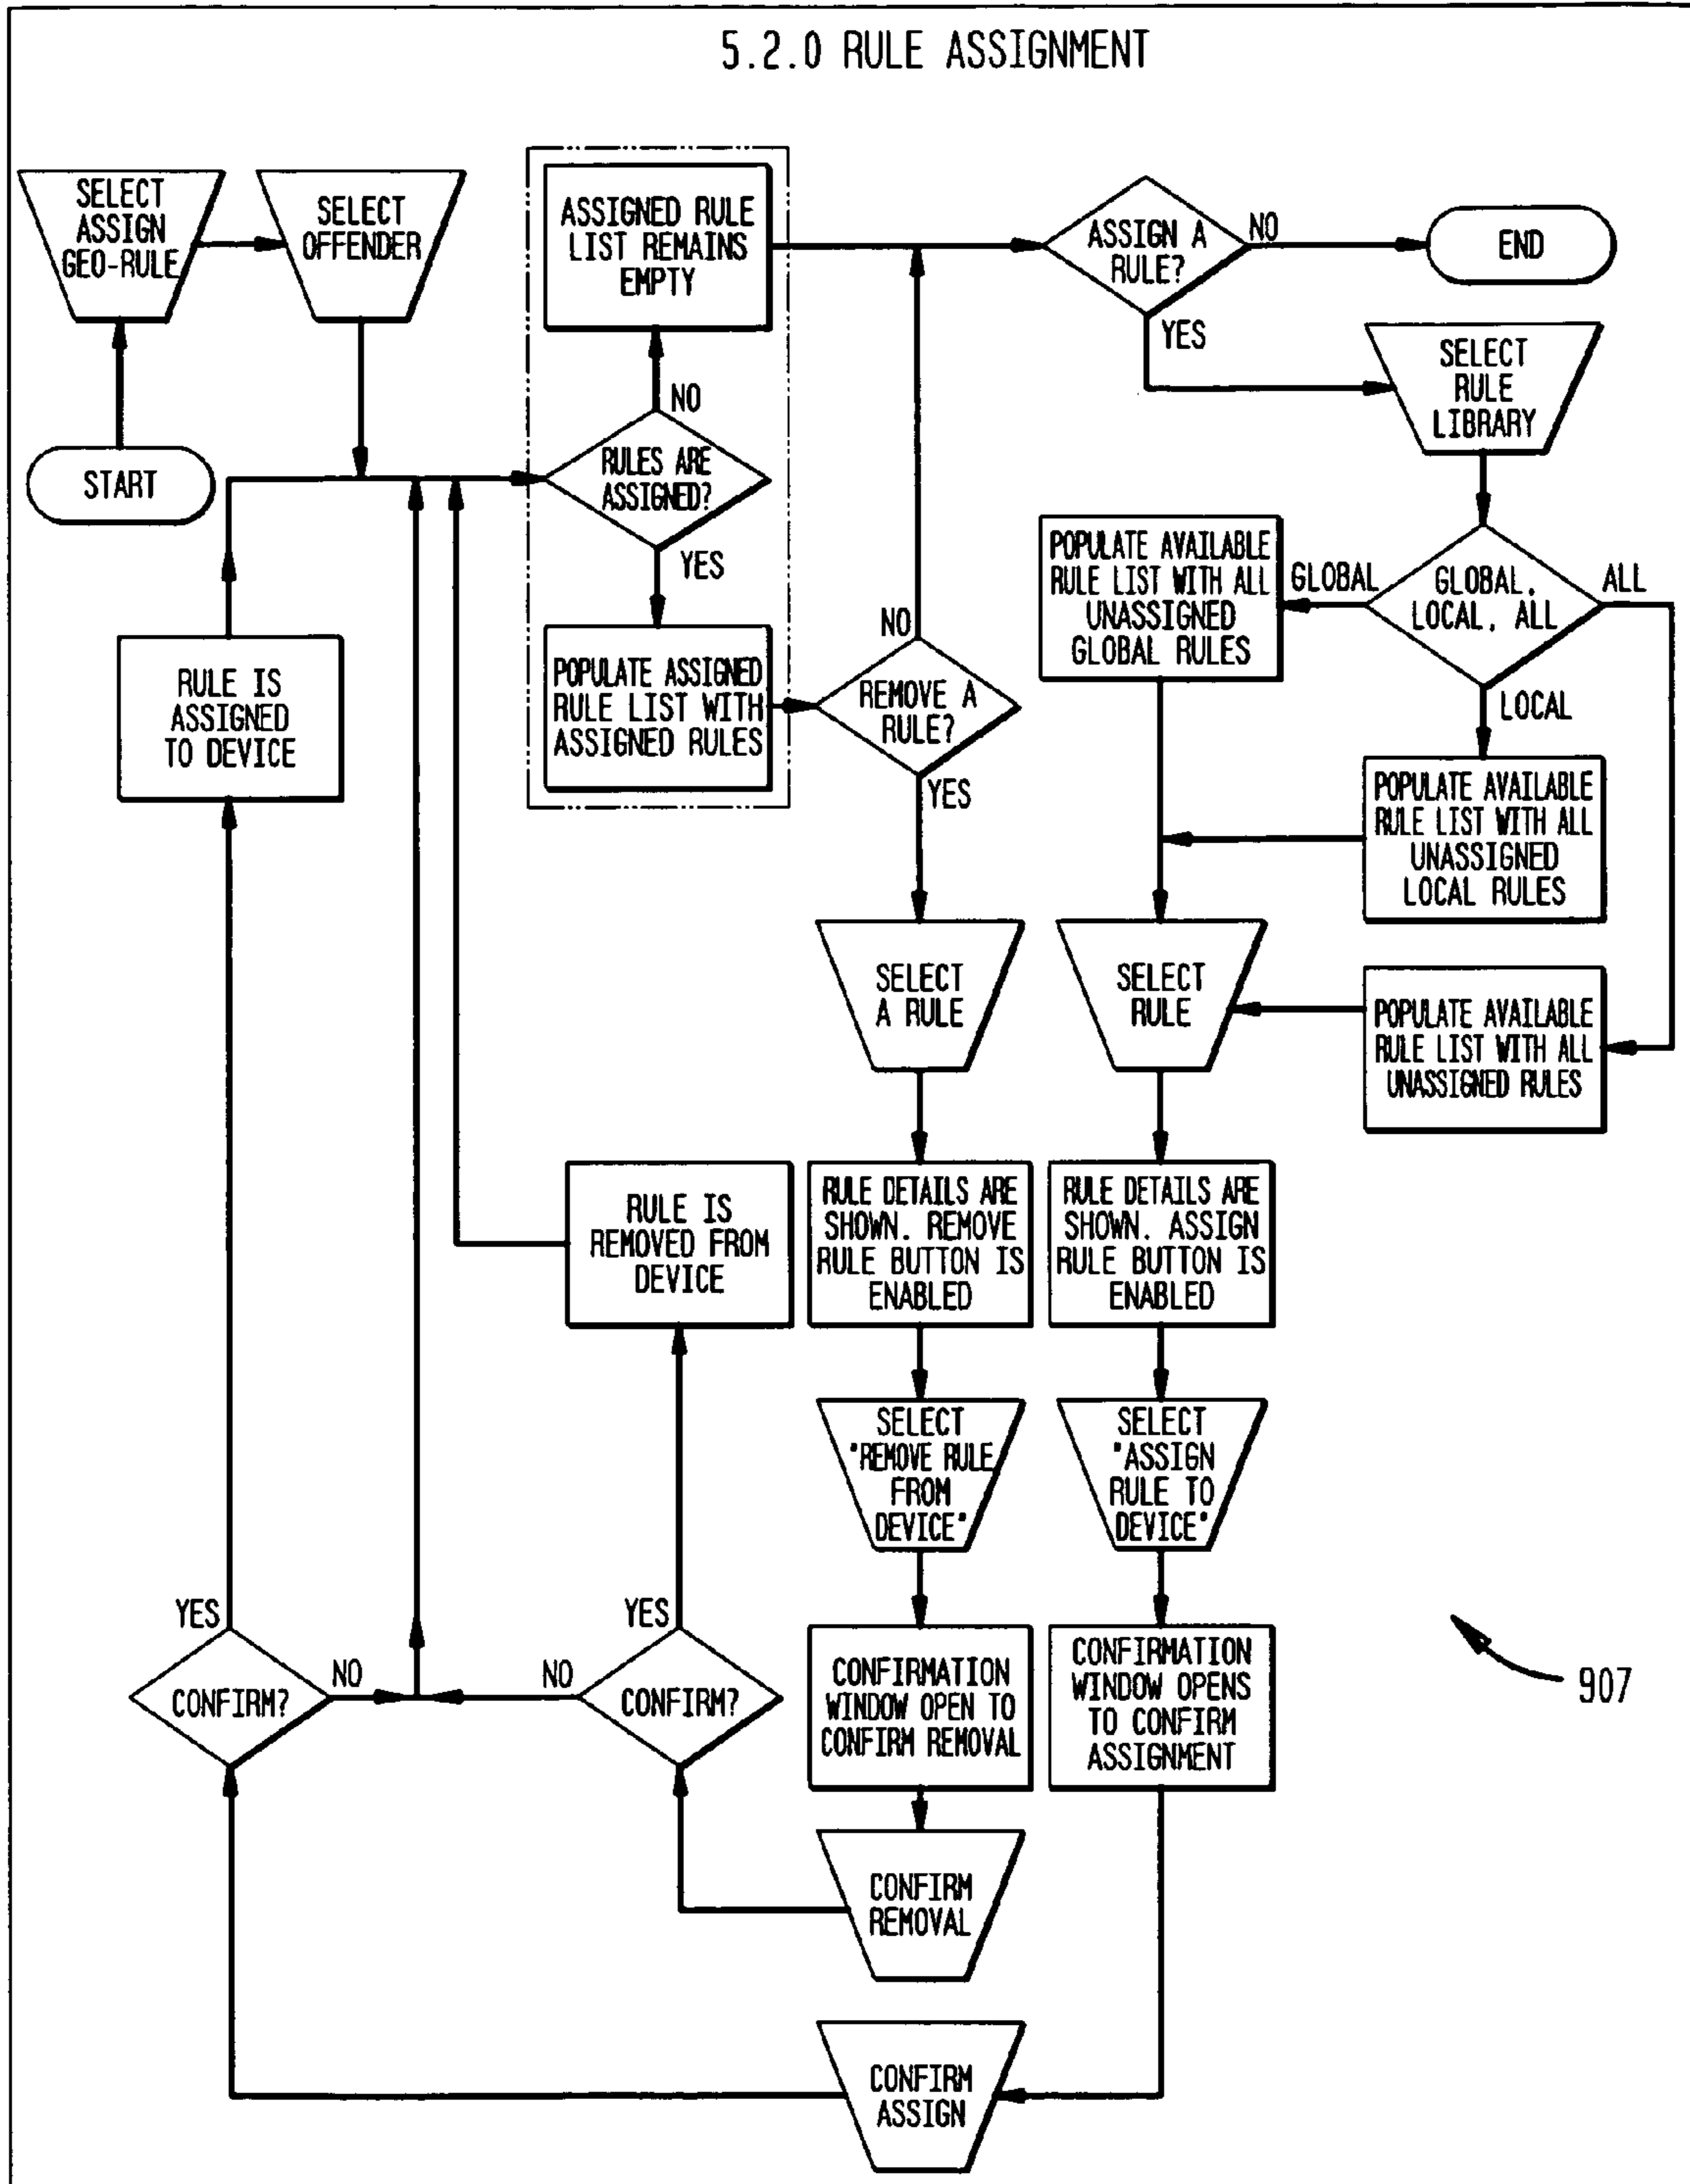 5.2.0 RULE ASSIGNMENT
SELECT
ASSIGN
GEO-RULE
SELECT
OFFENDER
ASSIGNED RULE
LIST REMAINS
EMPTY
ASSIGN A
RULE?
NO
END
YES
SELECT
RULE
LIBRARY
START
NO
RULES ARE
ASSIGNED?
YES
POPULATE AVAILABLE
RULE LIST WITH ALL
UNASSIGNED
GLOBAL RULES
GLOBAL
GLOBAL,
LOCAL, ALL
ALL
LOCAL
RULE IS
ASSIGNED
TO DEVICE
POPULATE ASSIGNED
RULE LIST WITH
ASSIGNED RULES
NO
REMOVE A
RULE?
YES
POPULATE AVAILABLE
RULE LIST WITH ALL
UNASSIGNED
LOCAL RULES
SELECT
A RULE
SELECT
RULE
POPULATE AVAILABLE
RULE LIST WITH ALL
UNASSIGNED RULES
RULE IS
REMOVED FROM
DEVICE
RULE DETAILS ARE
SHOWN. REMOVE
RULE BUTTON IS
ENABLED
RULE DETAILS ARE
SHOWN. ASSIGN
RULE BUTTON IS
ENABLED
SELECT
"REMOVE RULE
FROM
DEVICE"
SELECT
"ASSIGN
RULE TO
DEVICE"
YES
CONFIRM?
NO
NO
YES
CONFIRM?
CONFIRMATION
WINDOW OPEN TO
CONFIRM REMOVAL
CONFIRMATION
WINDOW OPENS
TO CONFIRM
ASSIGNMENT
907
CONFIRM
REMOVAL
CONFIRM
ASSIGN